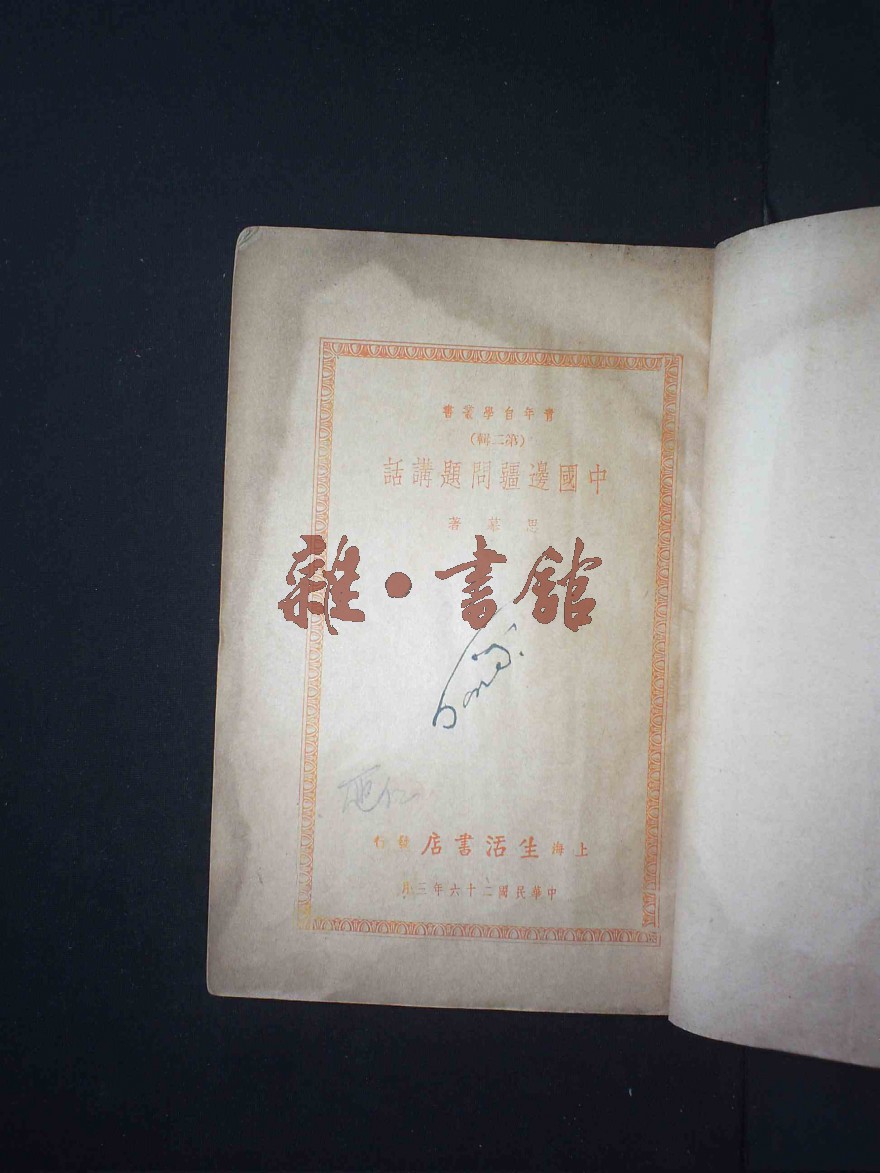 青年自學叢書
（第二輯）
中國邊疆問題講話
思慕著
雜·書館
上海生活書店發行
中華民國二十六年三月